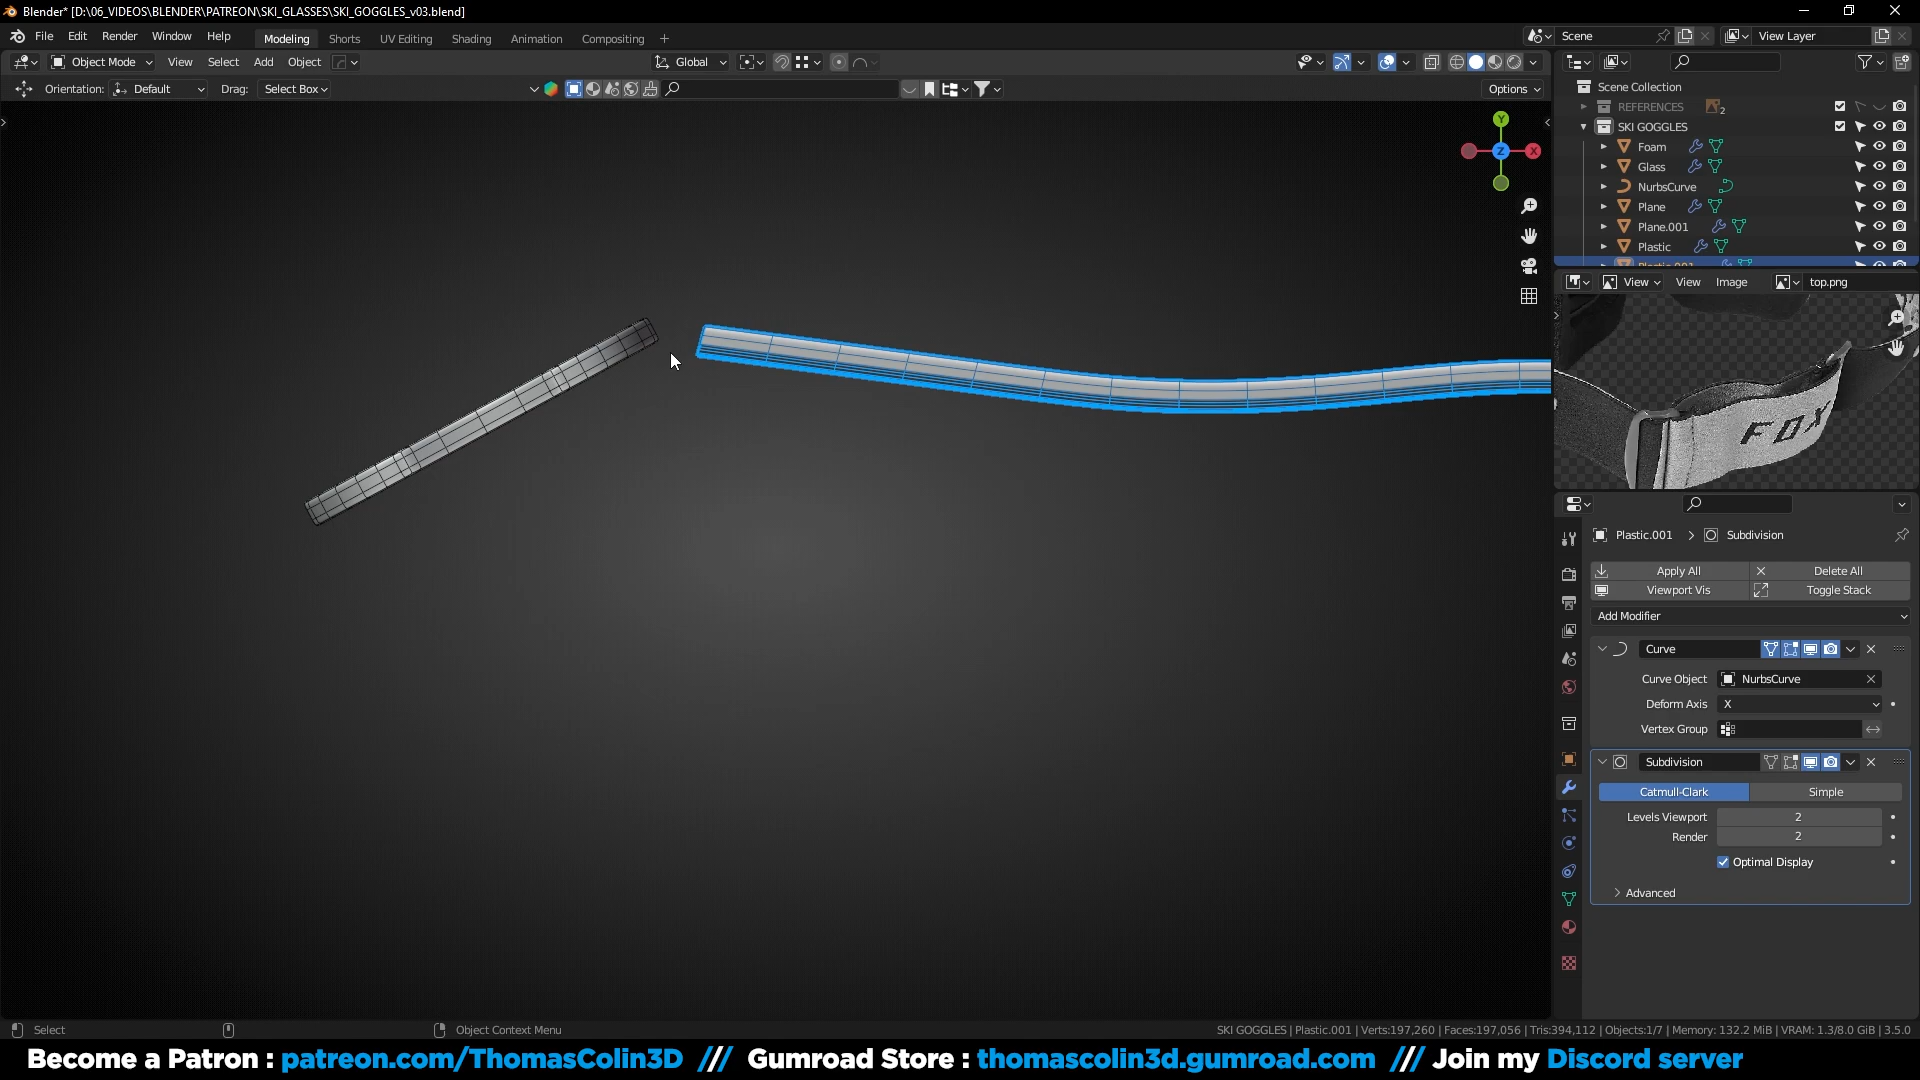 Blender* [D:\06_VIDEOS\BLENDER\PATREON\SKI_GLASSES\SKI_GOGGLES_v03.blend]
File Edit Render Window Help Modeling Shorts UV Editing Shading Animation Compositing + Scene View Layer
Object Mode View Select Add Object Global
Orientation: Default Drag: Select Box Options
Scene Collection
REFERENCES 2
SKI GOGGLES
Foam
Glass
NurbsCurve
Plane
Plane.001
Plastic
Plastic.001
Y
Z X
View View Image top.png
FOX
Plastic.001 > Subdivision
Apply All Delete All
Viewport Vis Toggle Stack
Add Modifier
Curve
Curve Object NurbsCurve
Deform Axis X
Vertex Group
Subdivision
Catmull-Clark Simple
Levels Viewport 2
Render 2
Optimal Display
Advanced
Select Object Context Menu SKI GOGGLES | Plastic.001 | Verts:197,260 | Faces:197,056 | Tris:394,112 | Objects:1/7 | Memory: 132.2 MiB | VRAM: 1.3/8.0 GiB | 3.5.0
Become a Patron : patreon.com/ThomasColin3D /// Gumroad Store : thomascolin3d.gumroad.com /// Join my Discord server